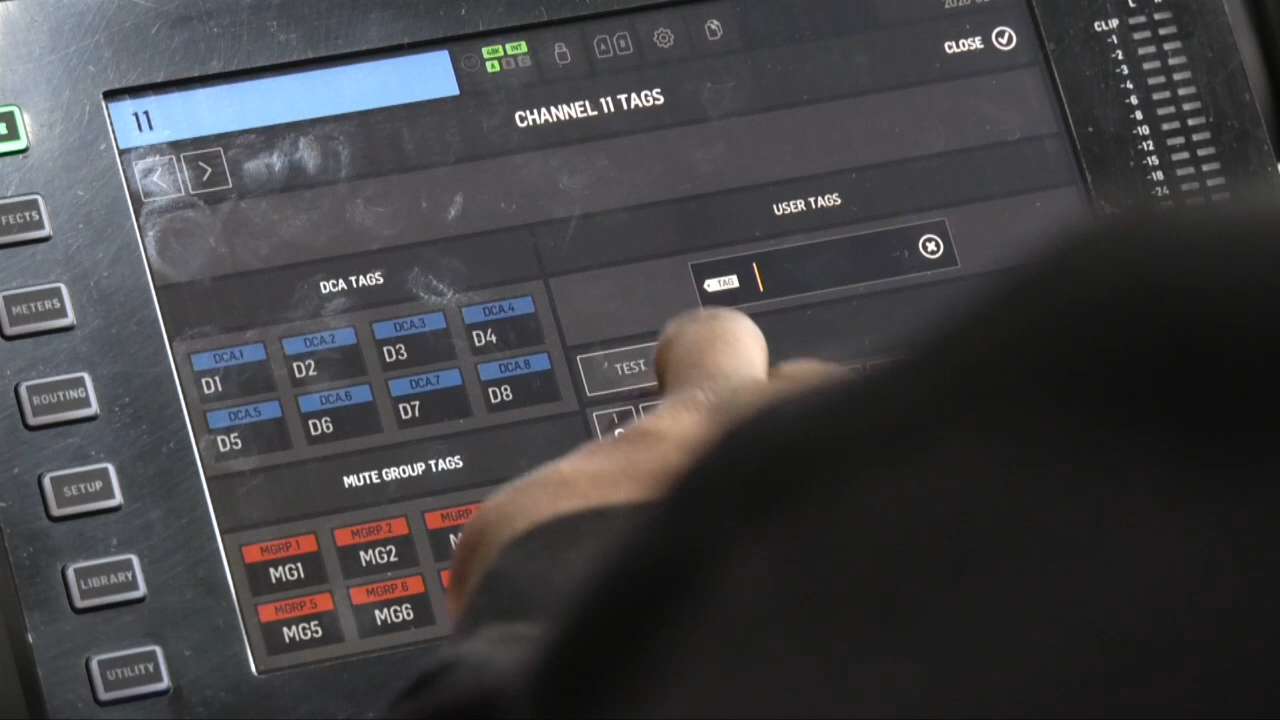 11
48K INT
A B C
A B
CLOSE
CHANNEL 11 TAGS
CLIP
-1
-2
-3
-4
-6
-8
-10
-12
-15
-18
-24
USER TAGS
TAG
TEST
DCA TAGS
DCA.1 DCA.2 DCA.3 DCA.4
D1 D2 D3 D4
DCA.5 DCA.6 DCA.7 DCA.8
D5 D6 D7 D8
MUTE GROUP TAGS
MGRP.1 MGRP.2
MG1 MG2
MGRP.5 MGRP.6
MG5 MG6
METERS
ROUTING
SETUP
LIBRARY
UTILITY